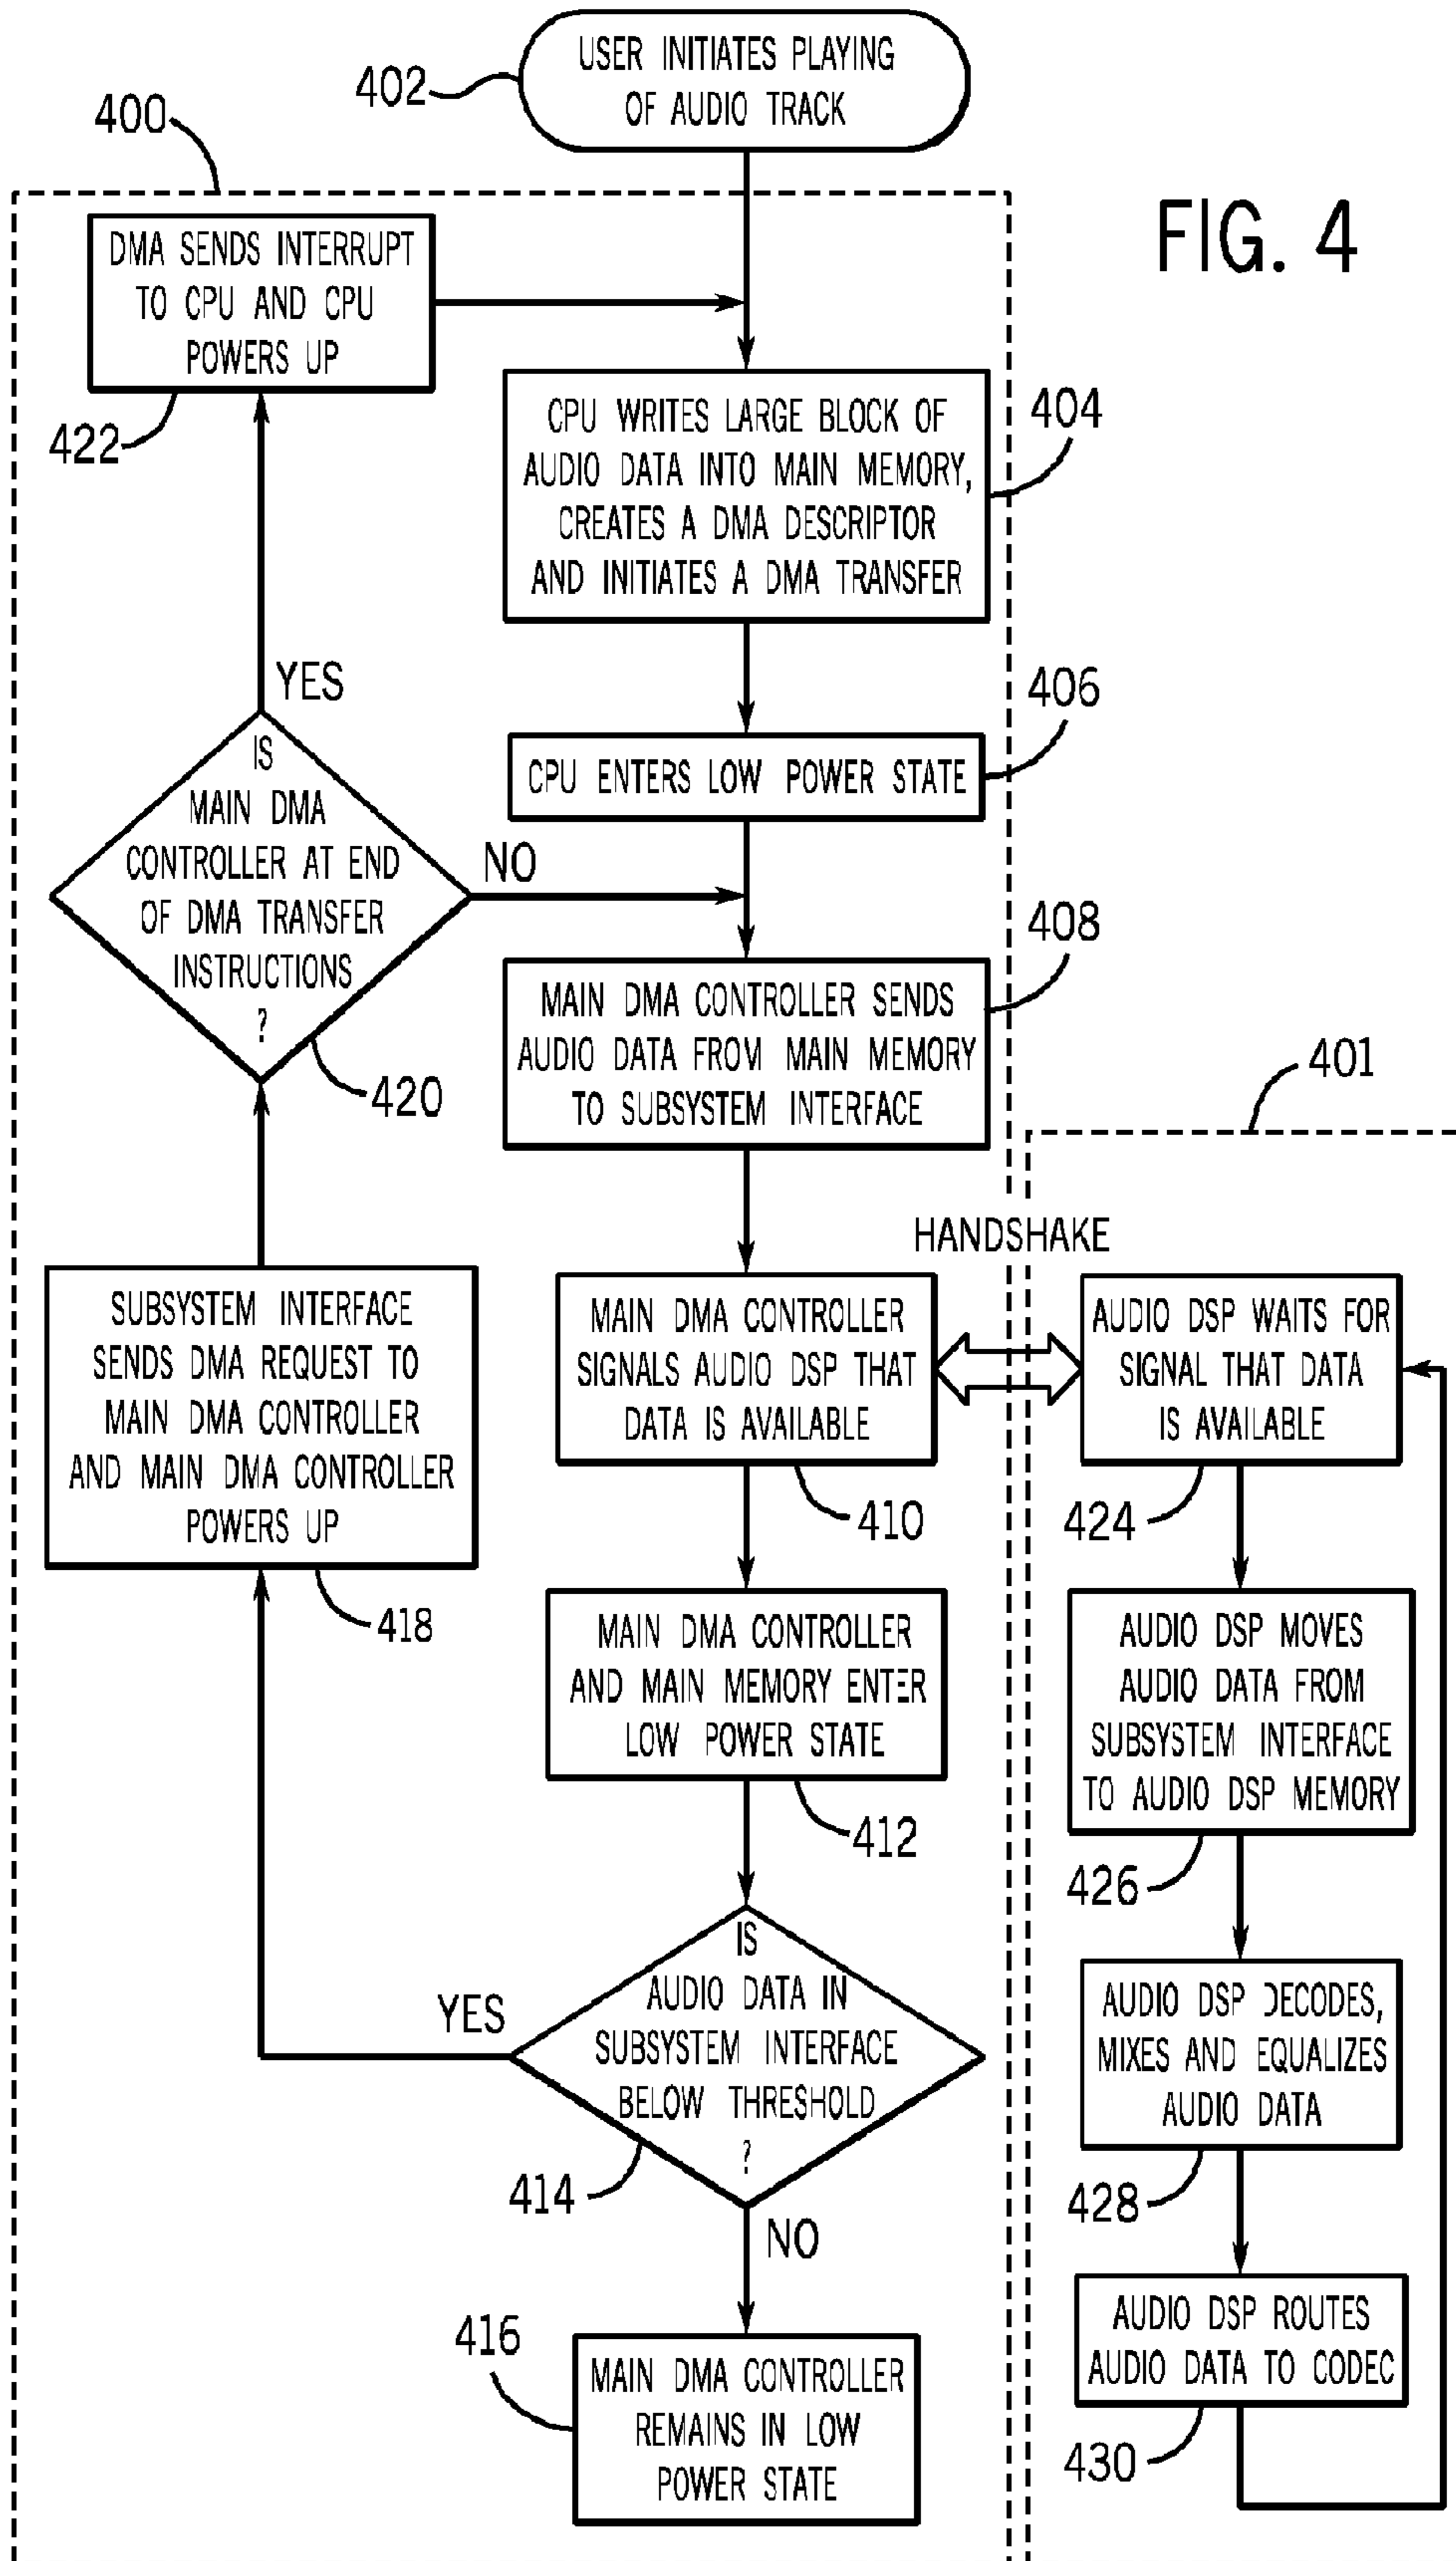 USER INITIATES PLAYING
OF AUDIO TRACK
402
400
FIG. 4
DMA SENDS INTERRUPT
TO CPU AND CPU
POWERS UP
422
CPU WRITES LARGE BLOCK OF
AUDIO DATA INTO MAIN MEMORY,
CREATES A DMA DESCRIPTOR
AND INITIATES A DMA TRANSFER
404
YES
406
CPU ENTERS LOW POWER STATE
IS
MAIN DMA
CONTROLLER AT END
OF DMA TRANSFER
INSTRUCTIONS
?
NO
420
408
MAIN DMA CONTROLLER SENDS
AUDIO DATA FROM MAIN MEMORY
TO SUBSYSTEM INTERFACE
401
HANDSHAKE
SUBSYSTEM INTERFACE
SENDS DMA REQUEST TO
MAIN DMA CONTROLLER
AND MAIN DMA CONTROLLER
POWERS UP
418
MAIN DMA CONTROLLER
SIGNALS AUDIO DSP THAT
DATA IS AVAILABLE
410
AUDIO DSP WAITS FOR
SIGNAL THAT DATA
IS AVAILABLE
424
MAIN DMA CONTROLLER
AND MAIN MEMORY ENTER
LOW POWER STATE
412
AUDIO DSP MOVES
AUDIO DATA FROM
SUBSYSTEM INTERFACE
TO AUDIO DSP MEMORY
426
IS
AUDIO DATA IN
SUBSYSTEM INTERFACE
BELOW THRESHOLD
?
YES
414
NO
AUDIO DSP DECODES,
MIXES AND EQUALIZES
AUDIO DATA
428
416
MAIN DMA CONTROLLER
REMAINS IN LOW
POWER STATE
AUDIO DSP ROUTES
AUDIO DATA TO CODEC
430